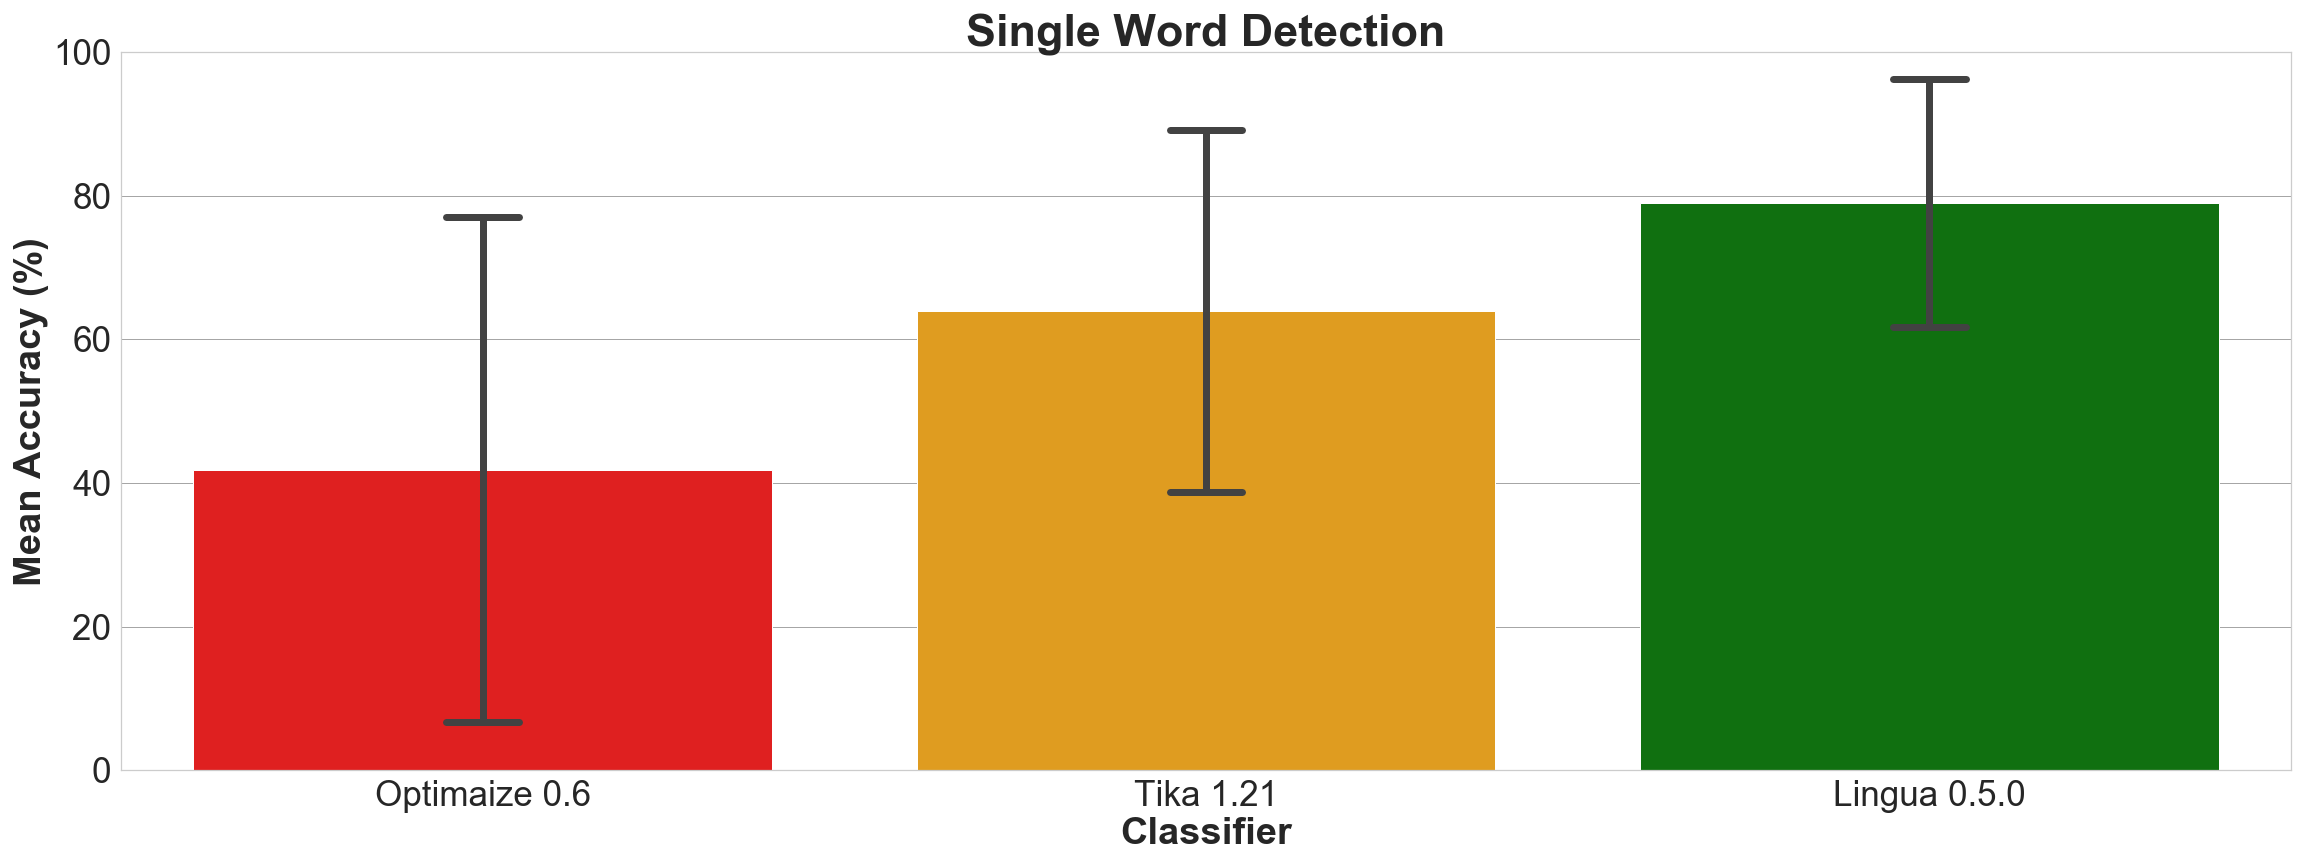 Single Word Detection
Mean Accuracy (%)
100
80
60
40
20
0
Optimaize 0.6
Tika 1.21
Lingua 0.5.0
Classifier